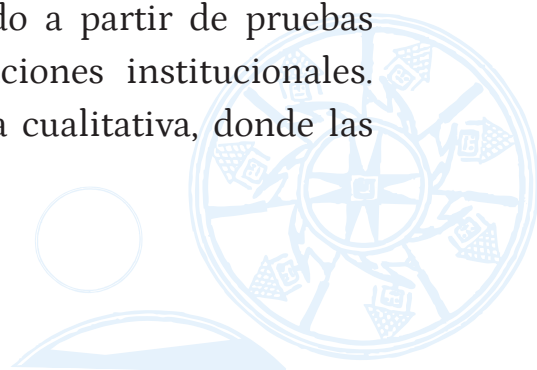 do a partir de pruebas
ciones institucionales.
a cualitativa, donde las